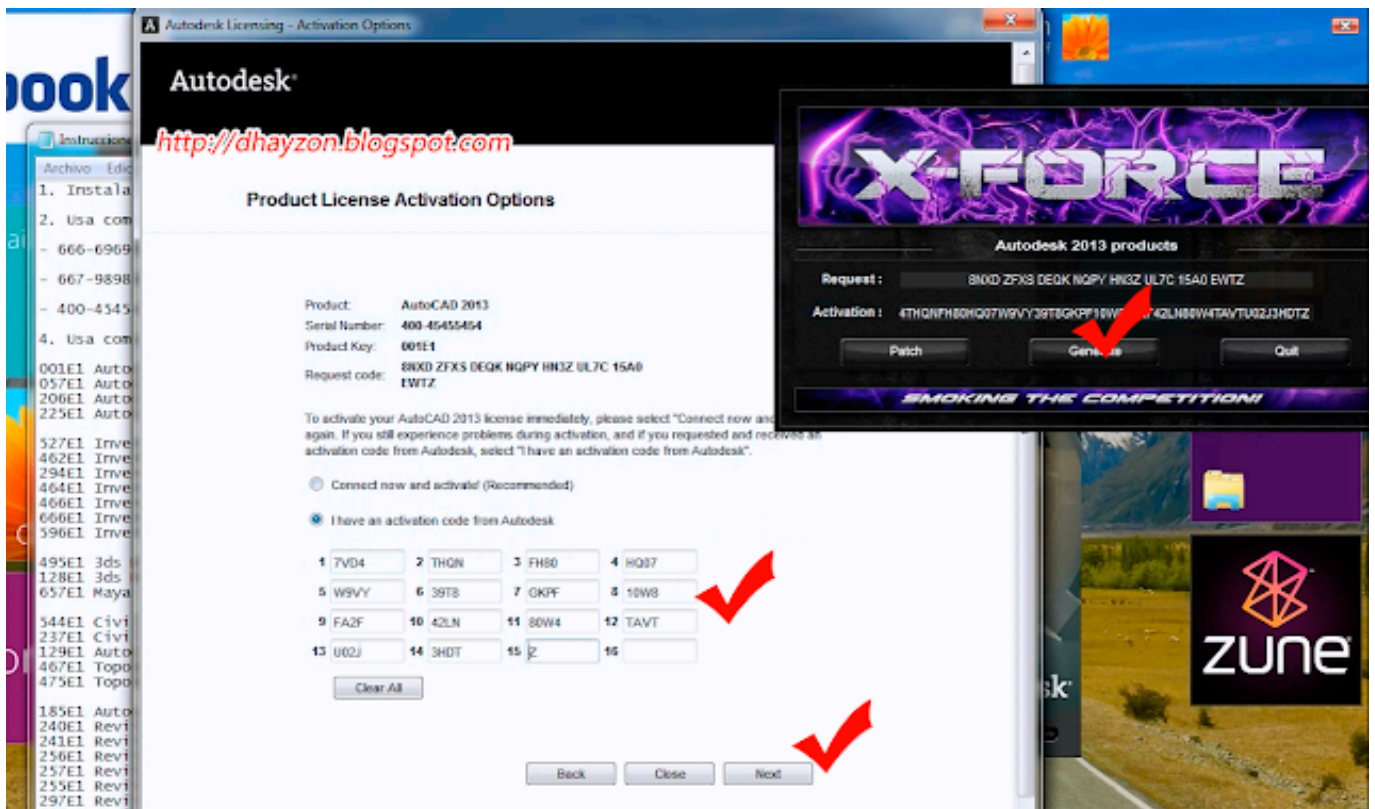 Autodesk Licensing - Activation Options
Autodesk
http://dhayzon.blogspot.com
Product License Activation Options
Product: AutoCAD 2013
Serial Number: 400-45455454
Product Key: 001E1
Request code: 8NXD ZFXS DEQK NQPY HN3Z UL7C 15A0
EWTZ
To activate your AutoCAD 2013 license immediately, please select "Connect now and
again. If you still experience problems during activation, and if you requested and received an
activation code from Autodesk, select "I have an activation code from Autodesk".
Connect now and activate! (Recommended)
I have an activation code from Autodesk
1 7VD4 2 THQN 3 FH80 4 HQ07
5 W9VY 6 39T8 7 GKPF 8 10W8
9 FA2F 10 42LN 11 80W4 12 TAVT
13 U02J 14 3HDT 15 Z 16
Clear All
Back Close Next
book
Archivo
1. Instala
2. Usa com
- 666-6969
- 667-9898
- 400-4545
4. Usa com
001E1 Auto
057E1 Auto
206E1 Auto
225E1 Auto
527E1 Inve
462E1 Inve
294E1 Inve
464E1 Inve
466E1 Inve
666E1 Inve
596E1 Inve
495E1 3ds
128E1 3ds
657E1 Maya
544E1 Civi
237E1 Civi
129E1 Auto
467E1 Topo
475E1 Topo
185E1 Auto
240E1 Revi
241E1 Revi
256E1 Revi
257E1 Revi
255E1 Revi
297E1 Revi
X-FORCE
Autodesk 2013 products
Request : 8NXD ZFXS DEQK NQPY HN3Z UL7C 15A0 EWTZ
Activation :
Patch Generate Quit
SMOKING THE COMPETITION!
zune
sk